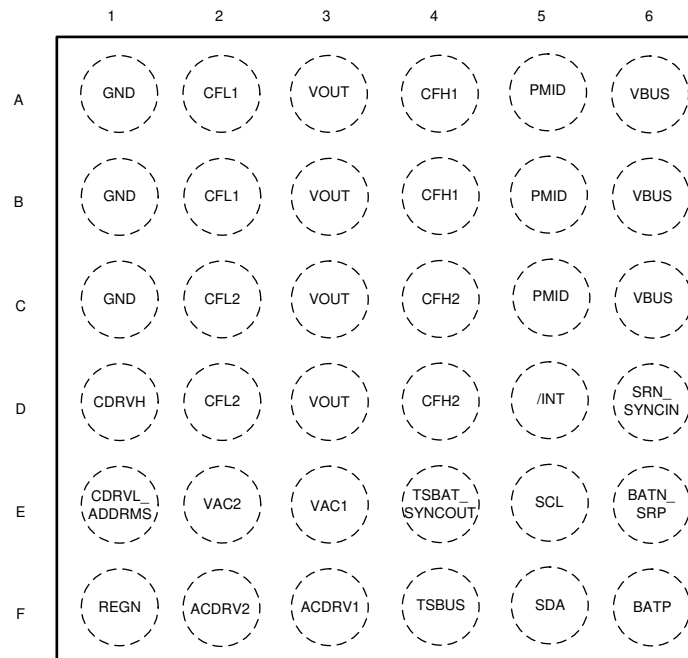 1 2 3 4 5 6
A GND CFL1 VOUT CFH1 PMID VBUS
B GND CFL1 VOUT CFH1 PMID VBUS
C GND CFL2 VOUT CFH2 PMID VBUS
D CDRVH CFL2 VOUT CFH2 /INT SRN_
SYNCIN
E CDRVL_
ADDRMS VAC2 VAC1 TSBAT_
SYNCOUT SCL BATN_
SRP
F REGN ACDRV2 ACDRV1 TSBUS SDA BATP